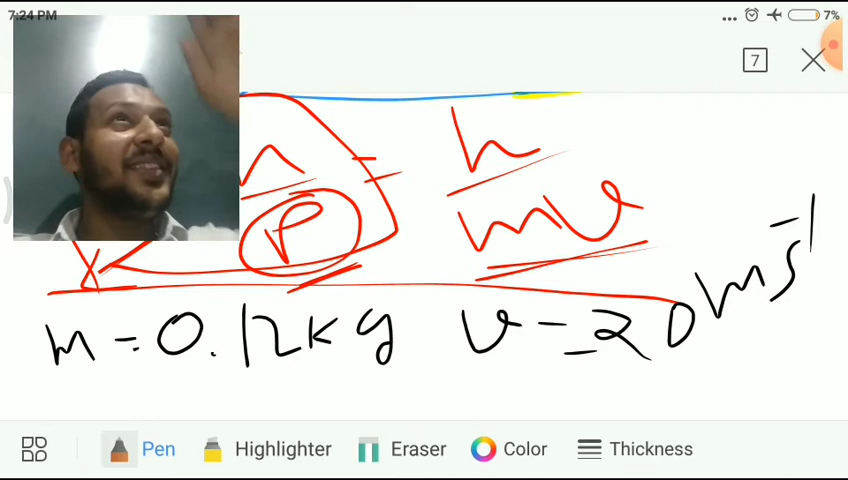 7:24 PM ... 7%
7
h/P = h/mv
λ
m = 0.12kg v = 20ms⁻¹
Pen Highlighter Eraser Color Thickness